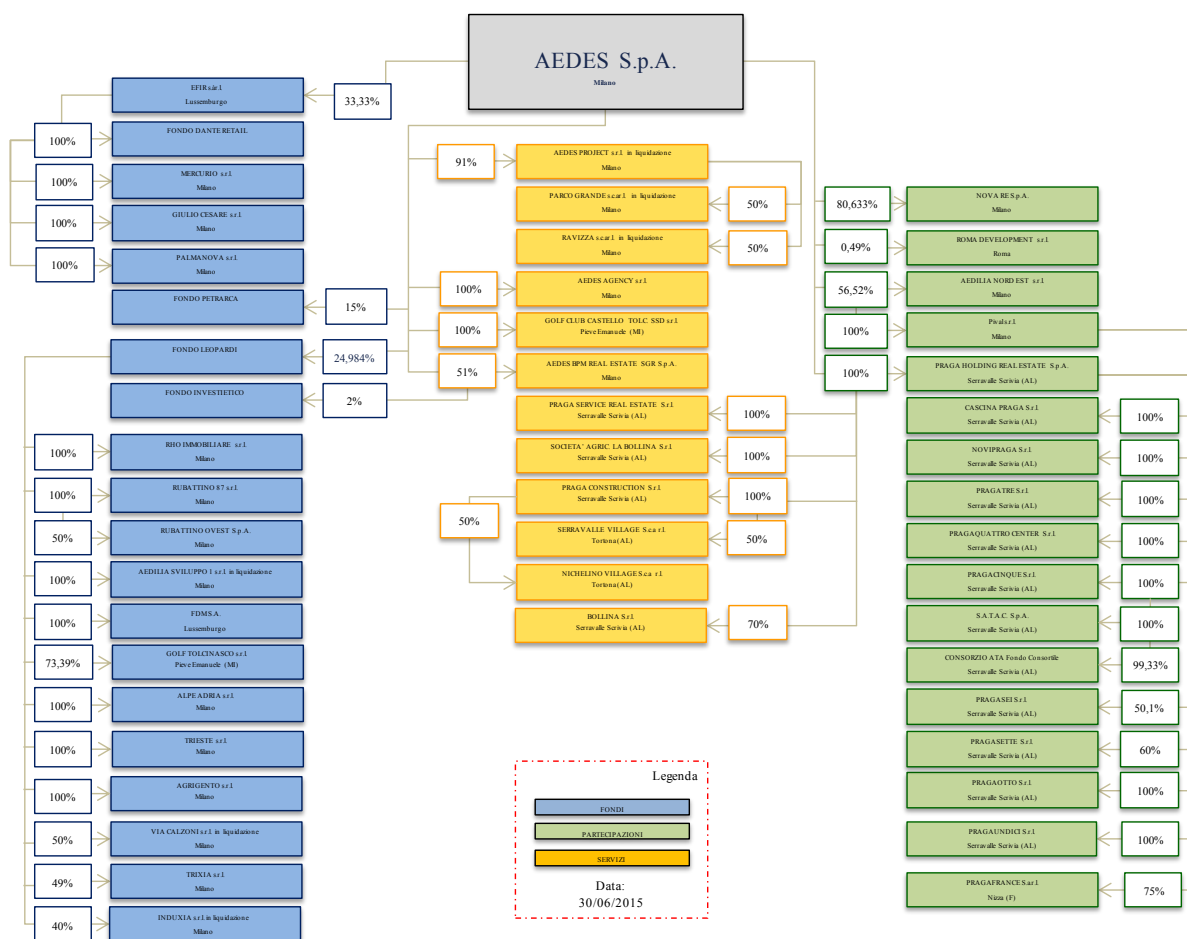 AEDES S.p.A.
Milano
EFIR s.àr.l.
Lussemburgo
33,33%
100%
FONDO DANTE RETAIL
100%
MERCURIO s.r.l.
Milano
100%
GIULIO CESARE s.r.l.
Milano
100%
PALMANOVA s.r.l.
Milano
FONDO PETRARCA
15%
FONDO LEOPARDI
24,984%
FONDO INVESTIETICO
2%
100%
RHO IMMOBILIARE s.r.l.
Milano
100%
RUBATTINO 87 s.r.l.
Milano
50%
RUBATTINO OVEST S.p.A.
Milano
100%
AEDILIA SVILUPPO 1 s.r.l. in liquidazione
Milano
100%
FDM S.A.
Lussemburgo
73,39%
GOLF TOLCINASCO s.r.l.
Pieve Emanuele (MI)
100%
ALPE ADRIA s.r.l.
Milano
100%
TRIESTE s.r.l.
Milano
100%
AGRIGENTO s.r.l.
Milano
50%
VIA CALZONI s.r.l. in liquidazione
Milano
49%
TRIXIA s.r.l.
Milano
40%
INDUXIA s.r.l. in liquidazione
Milano
91%
AEDES PROJECT s.r.l. in liquidazione
Milano
PARCO GRANDE s.c.ar.l. in liquidazione
Milano
50%
RAVIZZA s.c.ar.l. in liquidazione
Milano
50%
100%
AEDES AGENCY s.r.l.
Milano
100%
GOLF CLUB CASTELLO TOLC. SSD s.r.l.
Pieve Emanuele (MI)
51%
AEDES BPM REAL ESTATE SGR S.p.A.
Milano
PRAGA SERVICE REAL ESTATE S.r.l.
Serravalle Scrivia (AL)
100%
SOCIETA' AGRIC. LA BOLLINA S.r.l.
Serravalle Scrivia (AL)
100%
PRAGA CONSTRUCTION S.r.l.
Serravalle Scrivia (AL)
100%
50%
SERRAVALLE VILLAGE S.c.a r.l.
Tortona (AL)
50%
NICHELINO VILLAGE S.c.a r.l.
Tortona (AL)
BOLLINA S.r.l.
Serravalle Scrivia (AL)
70%
80,633%
NOVA RE S.p.A.
Milano
0,49%
ROMA DEVELOPMENT s.r.l.
Roma
56,52%
AEDILIA NORD EST s.r.l.
Milano
100%
Pival s.r.l.
Milano
100%
PRAGA HOLDING REAL ESTATE S.p.A.
Serravalle Scrivia (AL)
CASCINA PRAGA S.r.l.
Serravalle Scrivia (AL)
100%
NOVIPRAGA S.r.l.
Serravalle Scrivia (AL)
100%
PRAGATRE S.r.l.
Serravalle Scrivia (AL)
100%
PRAGAQUATTRO CENTER S.r.l.
Serravalle Scrivia (AL)
100%
PRAGACINQUE S.r.l.
Serravalle Scrivia (AL)
100%
S.A.T.A.C. S.p.A.
Serravalle Scrivia (AL)
100%
CONSORZIO ATA Fondo Consortile
Serravalle Scrivia (AL)
99,33%
PRAGASEI S.r.l.
Serravalle Scrivia (AL)
50,1%
PRAGASETTE S.r.l.
Serravalle Scrivia (AL)
60%
PRAGAOTTO S.r.l.
Serravalle Scrivia (AL)
100%
PRAGAUNDICI S.r.l.
Serravalle Scrivia (AL)
100%
PRAGAFRANCE S.ar.l.
Nizza (F)
75%
Legenda
FONDI
PARTECIPAZIONI
SERVIZI
Data:
30/06/2015